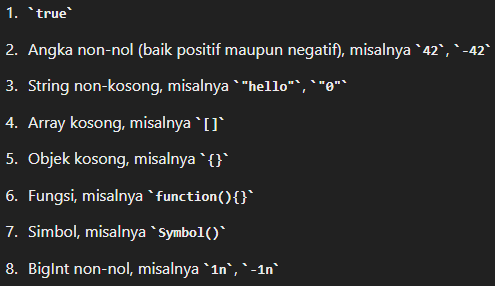 1. `true`
2. Angka non-nol (baik positif maupun negatif), misalnya `42`, `-42`
3. String non-kosong, misalnya `"hello"`, `"0"`
4. Array kosong, misalnya `[]`
5. Objek kosong, misalnya `{}`
6. Fungsi, misalnya `function(){}`
7. Simbol, misalnya `Symbol()`
8. BigInt non-nol, misalnya `1n`, `-1n`